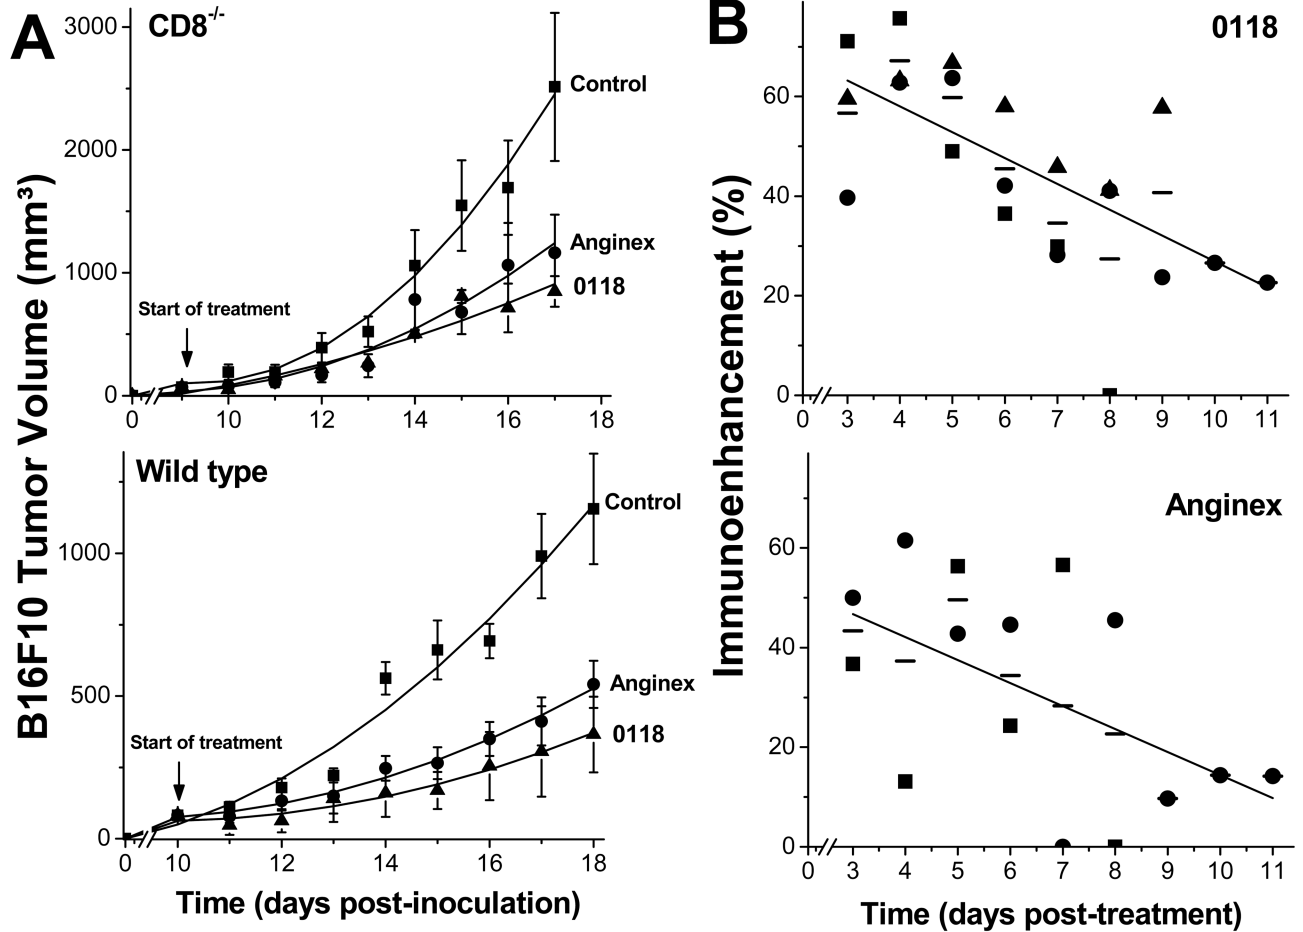 A
CD8-/-
3000
2000
1000
0
Control
Anginex
0118
Start of treatment
0 10 12 14 16 18
Wild type
1000
500
0
Control
Anginex
0118
Start of treatment
0 10 12 14 16 18
B16F10 Tumor Volume (mm³)
Time (days post-inoculation)
B
0118
60
40
20
0
0 3 4 5 6 7 8 9 10 11
Anginex
60
40
20
0
0 3 4 5 6 7 8 9 10 11
Immunoenhancement (%)
Time (days post-treatment)